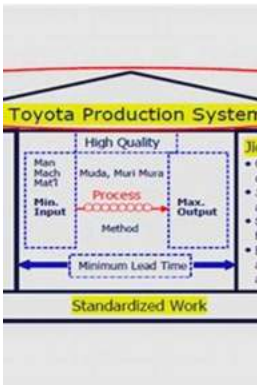 Toyota Production System
High Quality
Man
Mach
Mat'l
Muda, Muri Mura
Min.
Input
Process
Max.
Output
Method
Minimum Lead Time
Standardized Work